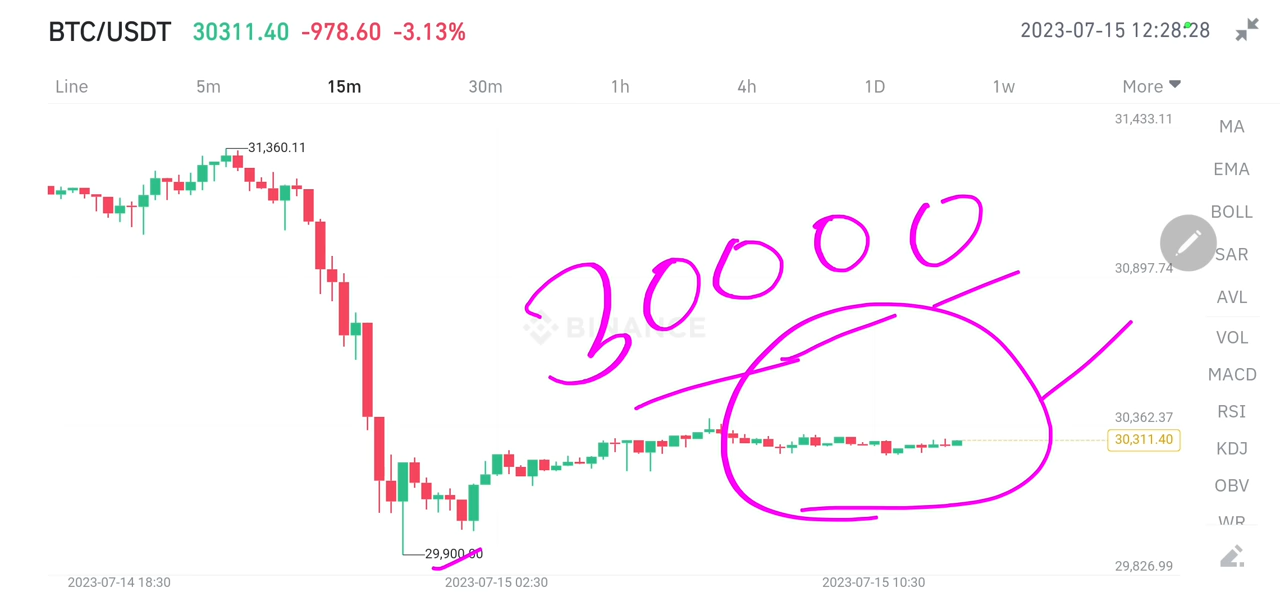 BTC/USDT 30311.40 -978.60 -3.13% 2023-07-15 12:28:28
Line 5m 15m 30m 1h 4h 1D 1w More
31,433.11
MA
31,360.11
EMA
BOLL
30000
SAR
30,897.74
AVL
BINANCE
VOL
MACD
RSI
30,362.37
30,311.40
KDJ
OBV
WR
29,900.00
29,826.99
2023-07-14 18:30 2023-07-15 02:30 2023-07-15 10:30